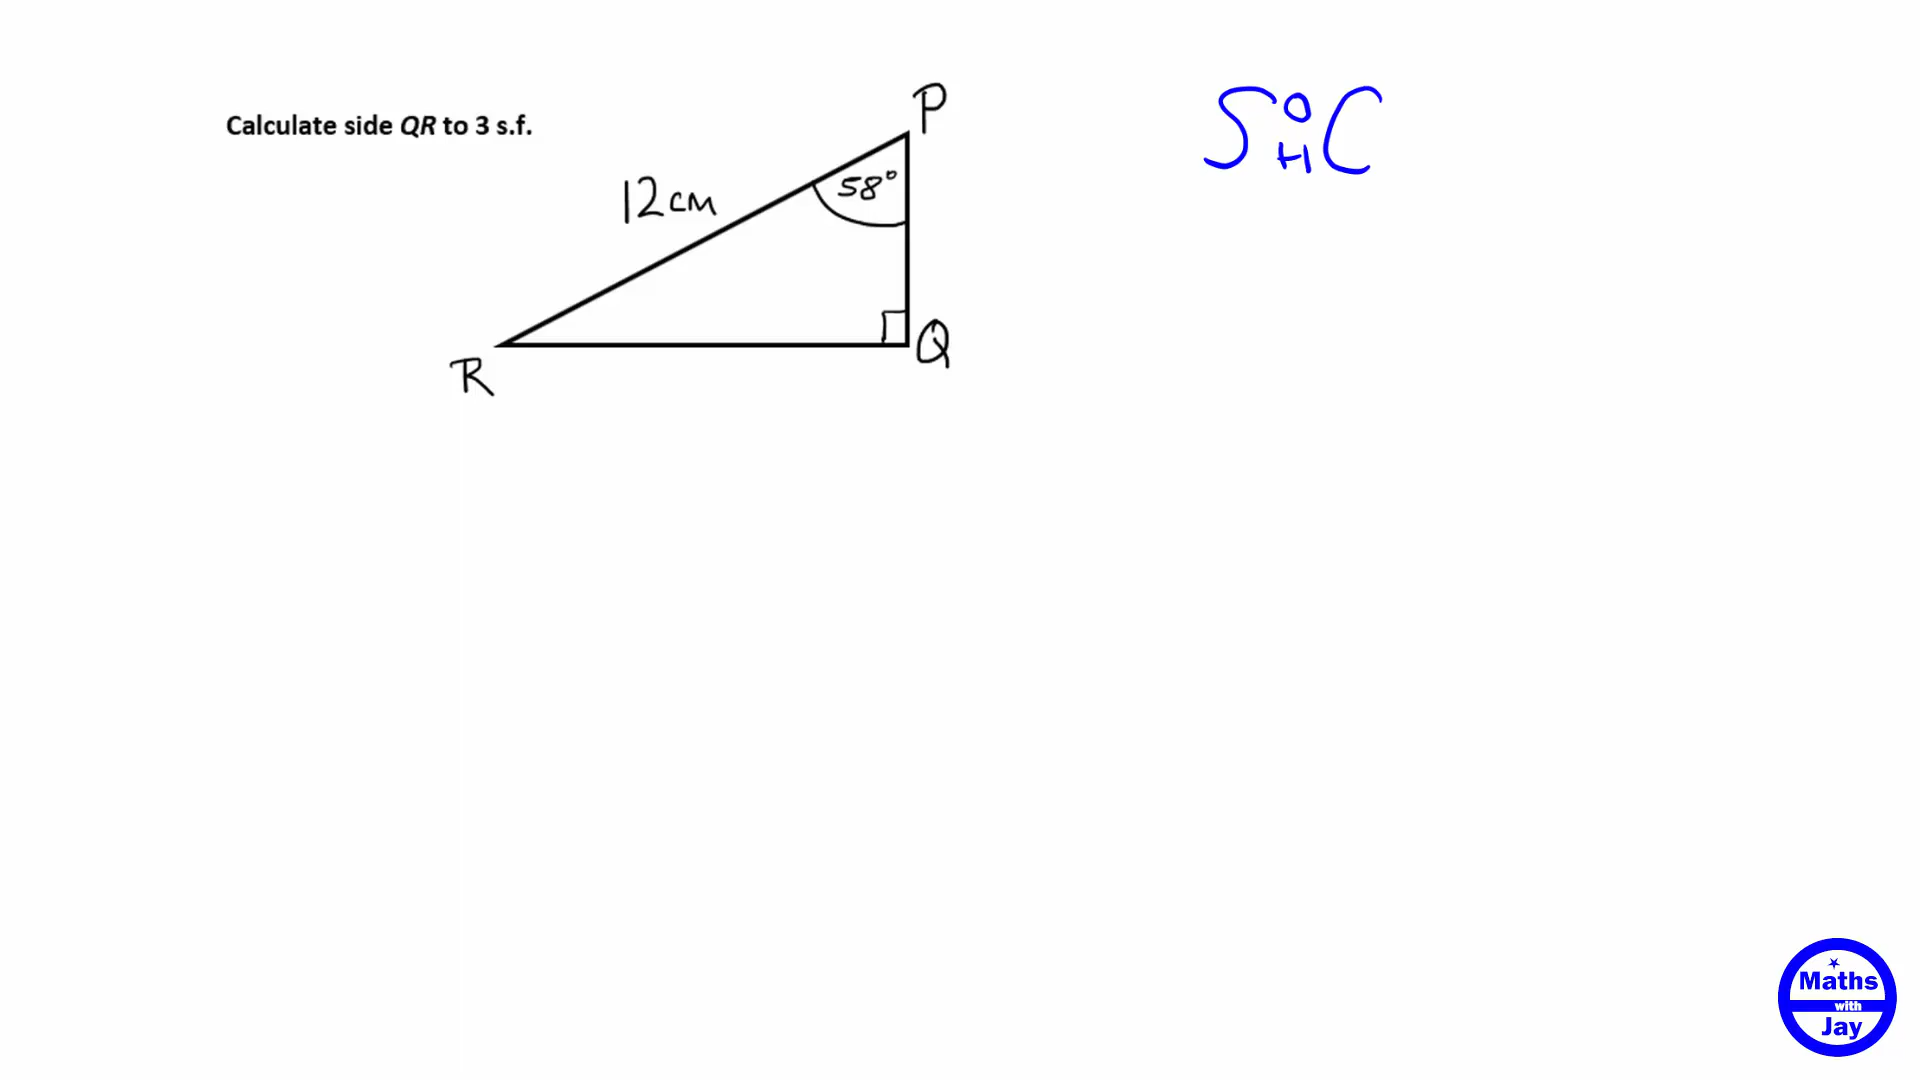 Calculate side QR to 3 s.f.
P
12cm
58°
R
Q
S O H C
Maths
with
Jay